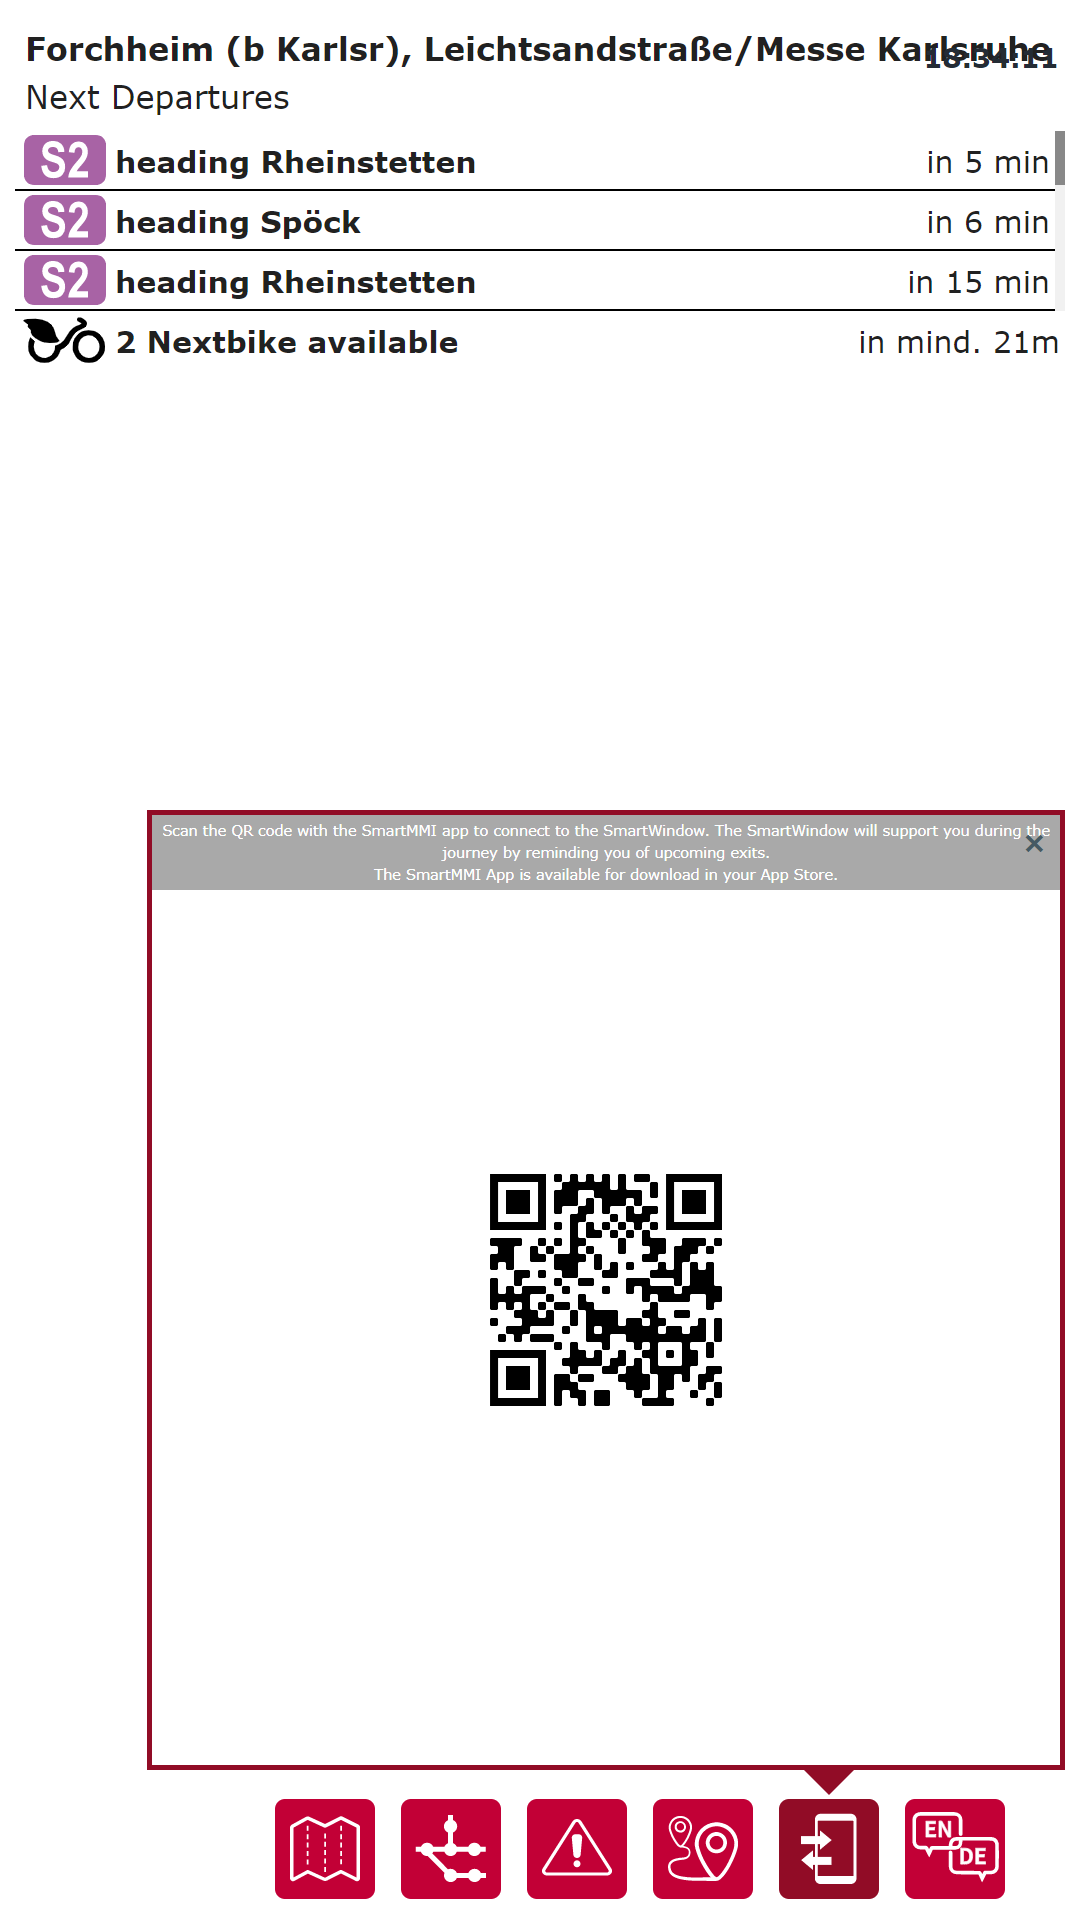 Forchheim (b Karlsr), Leichtsandstraße/Messe Karlsruhe
18:34:11
Next Departures
S2 heading Rheinstetten in 5 min
S2 heading Spöck in 6 min
S2 heading Rheinstetten in 15 min
2 Nextbike available in mind. 21m
Scan the QR code with the SmartMMI app to connect to the SmartWindow. The SmartWindow will support you during the
journey by reminding you of upcoming exits.
The SmartMMI App is available for download in your App Store.
EN
DE